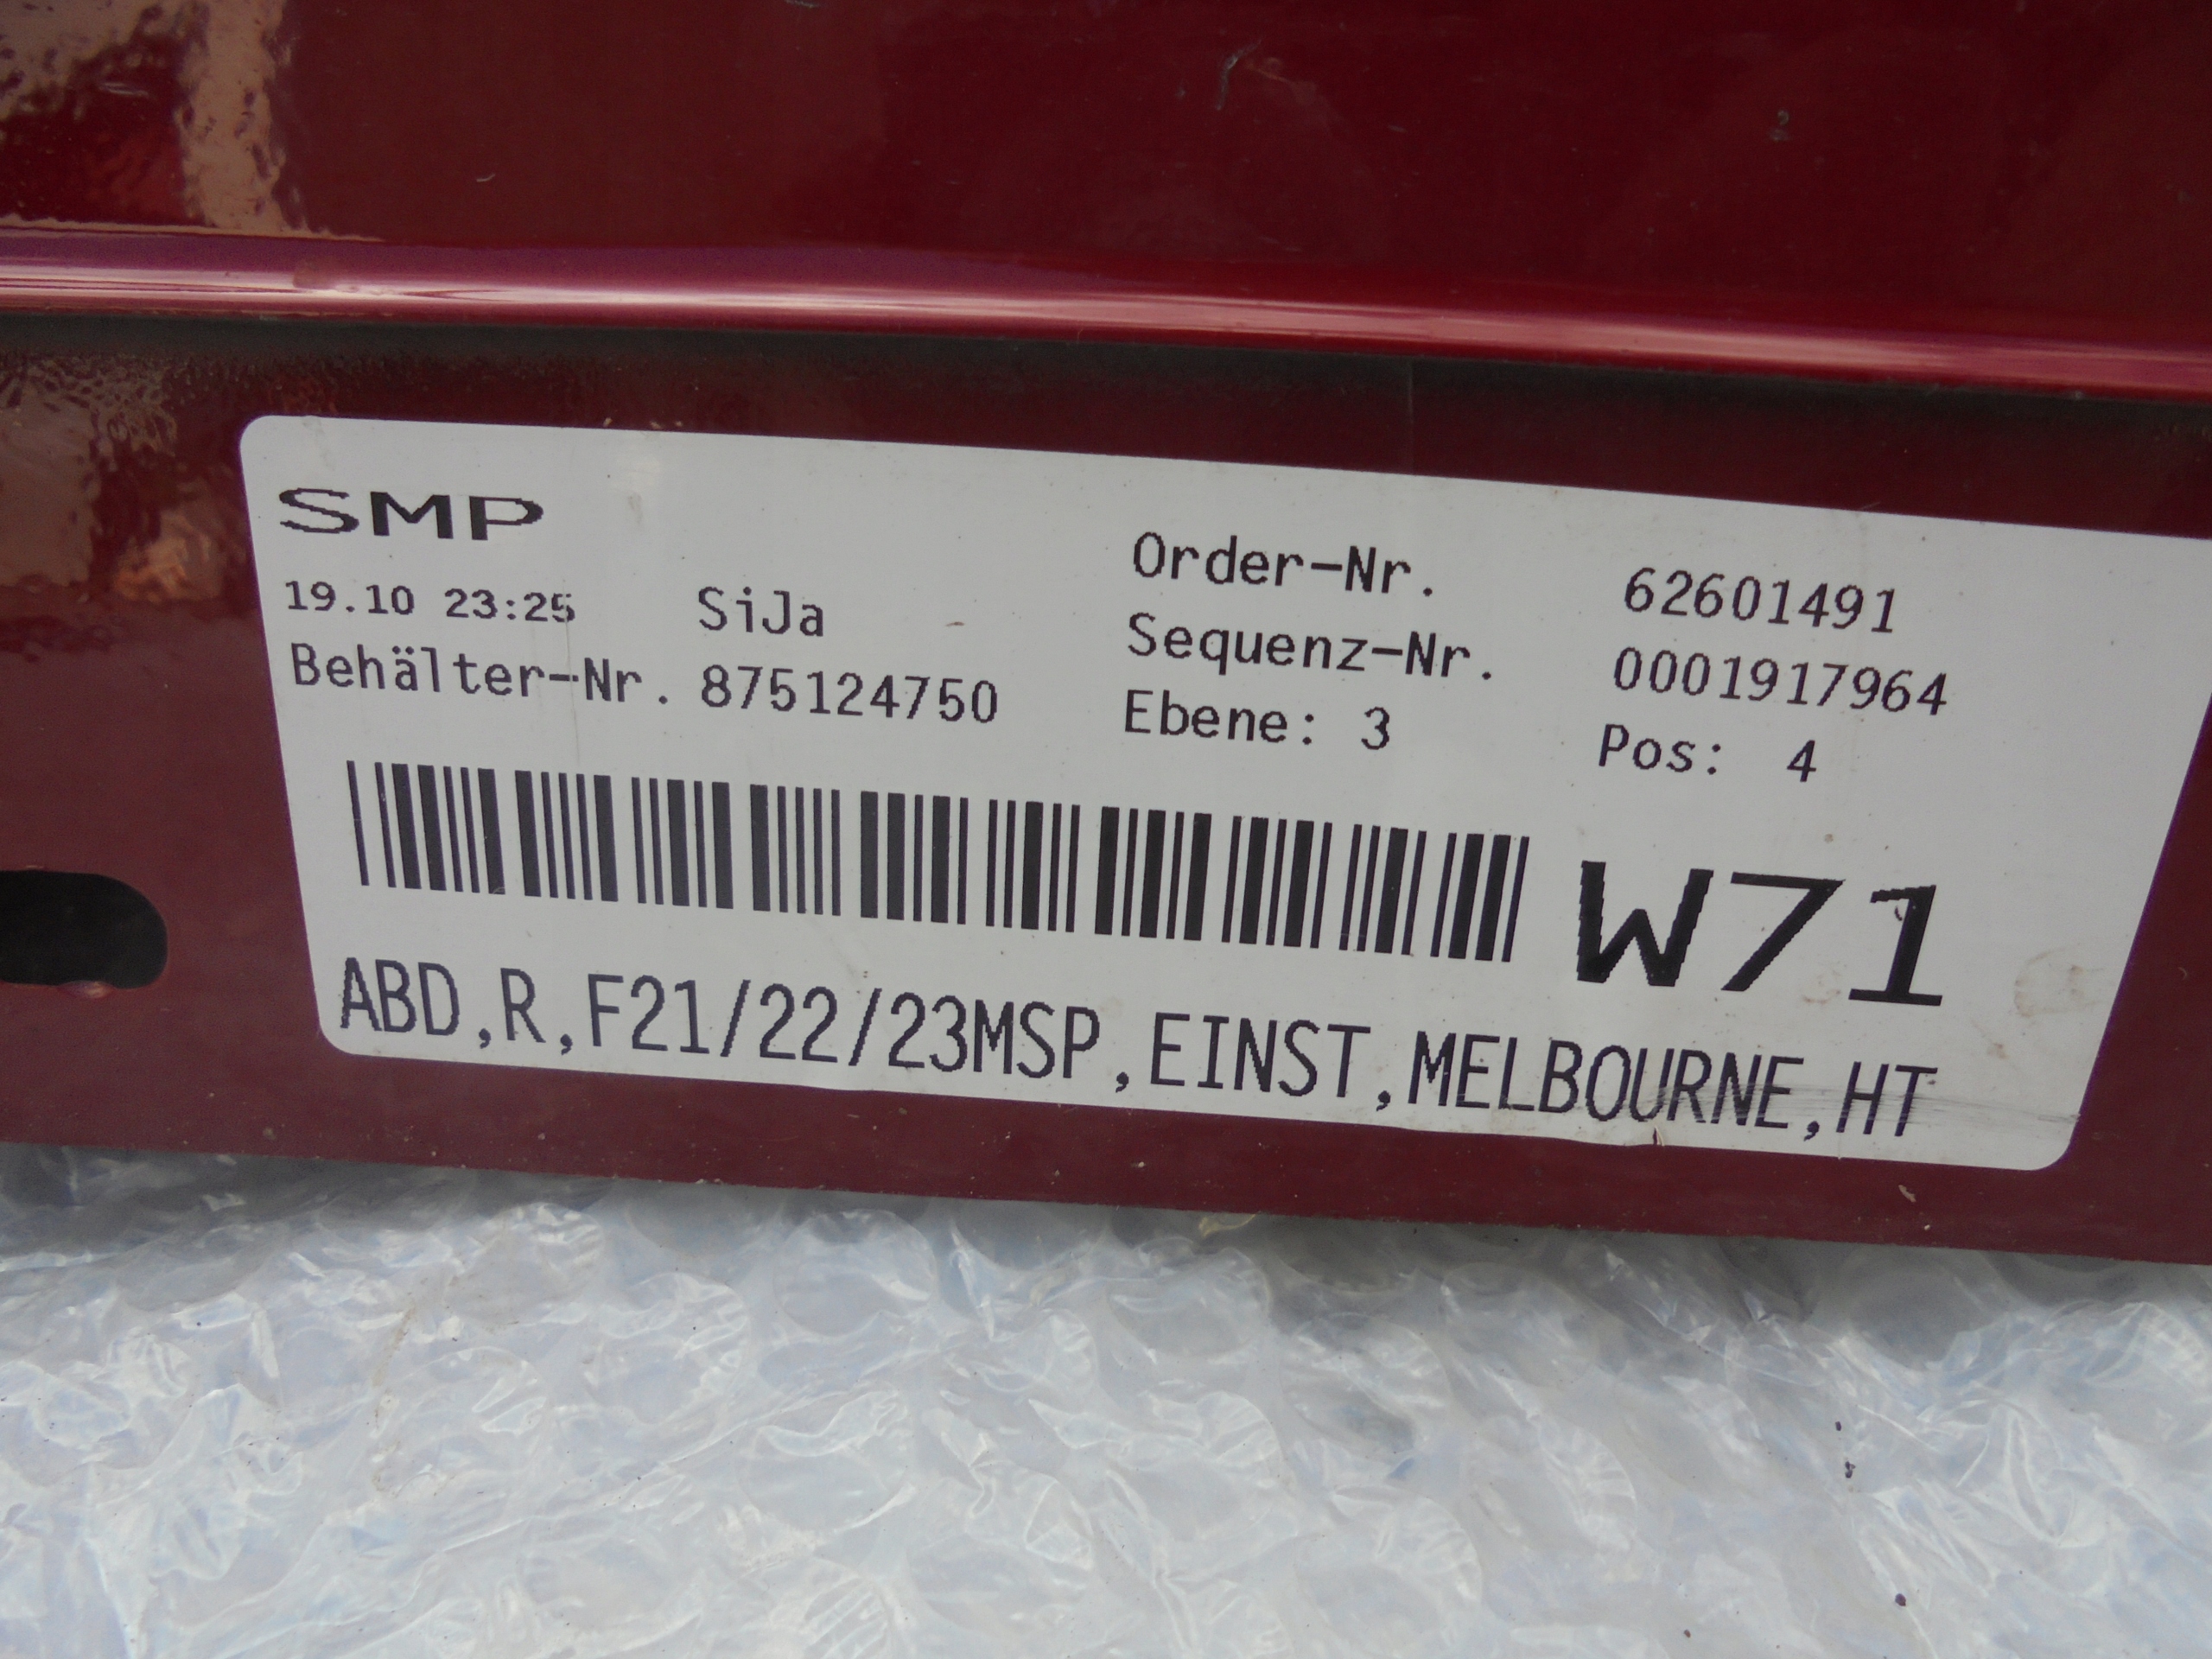 SMP
19.10 23:25 SiJa
Behälter-Nr. 875124750
Order-Nr. 62601491
Sequenz-Nr. 0001917964
Ebene: 3 Pos: 4
W71
ABD,R,F21/22/23MSP,EINST,MELBOURNE,HT